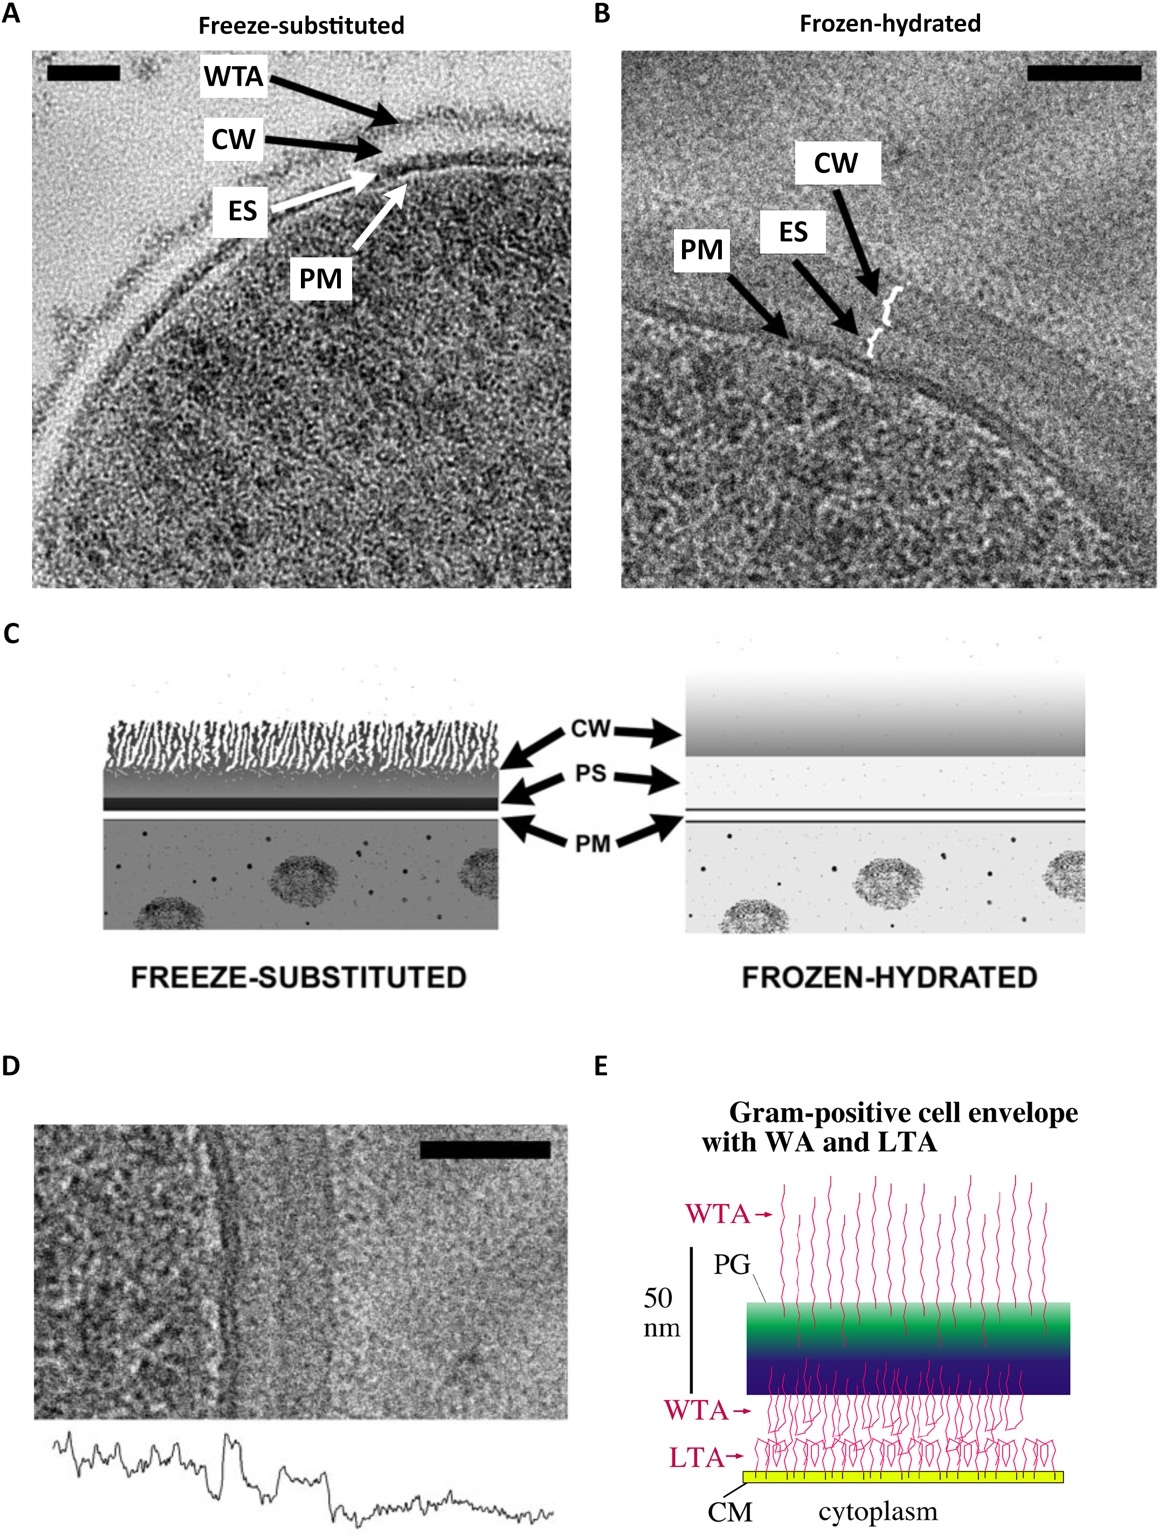 A
Freeze-substituted
WTA
CW
ES
PM
B
Frozen-hydrated
CW
ES
PM
C
CW
PS
PM
FREEZE-SUBSTITUTED
FROZEN-HYDRATED
D
E
Gram-positive cell envelope
with WA and LTA
WTA
PG
50
nm
WTA
LTA
CM
cytoplasm